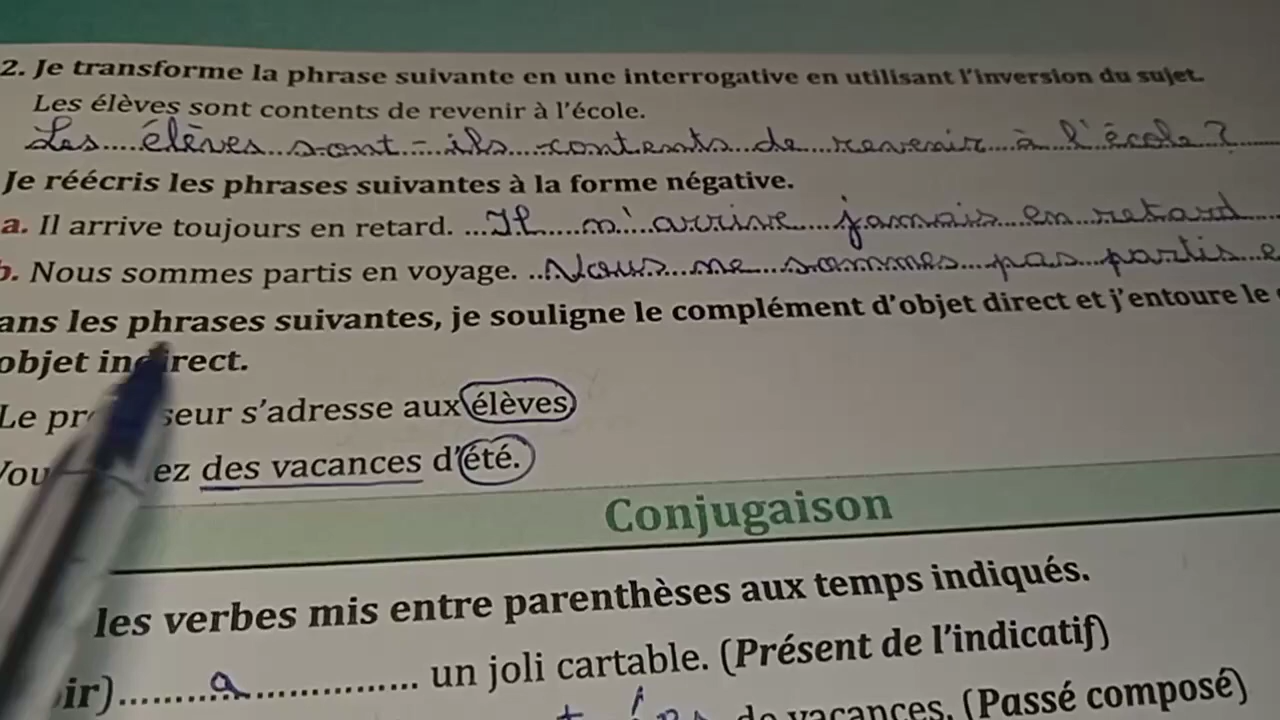 2. Je transforme la phrase suivante en une interrogative en utilisant l'inversion du sujet.
Les élèves sont contents de revenir à l'école.
Les élèves sont-ils contents de revenir à l'école?
Je réécris les phrases suivantes à la forme négative.
a. Il arrive toujours en retard. Il n'arrive jamais en retard
b. Nous sommes partis en voyage. Nous ne sommes pas partis e
ans les phrases suivantes, je souligne le complément d'objet direct et j'entoure le
objet indirect.
Le seur s'adresse aux élèves
ez des vacances d'été.
Conjugaison
les verbes mis entre parenthèses aux temps indiqués.
ir) a un joli cartable. (Présent de l'indicatif)
de vacances. (Passé composé)